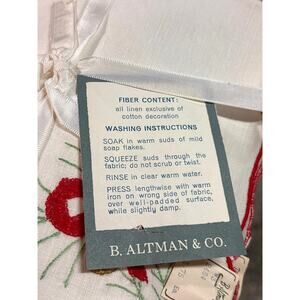 FIBER CONTENT:
all linen exclusive of
cotton decoration
WASHING INSTRUCTIONS
SOAK in warm suds of mild
soap flakes.
SQUEEZE suds through the
fabric; do not scrub or twist.
RINSE in clear warm water.
PRESS lengthwise with warm
iron on wrong side of fabric,
over well-padded surface,
while slightly damp.
B. ALTMAN & CO.